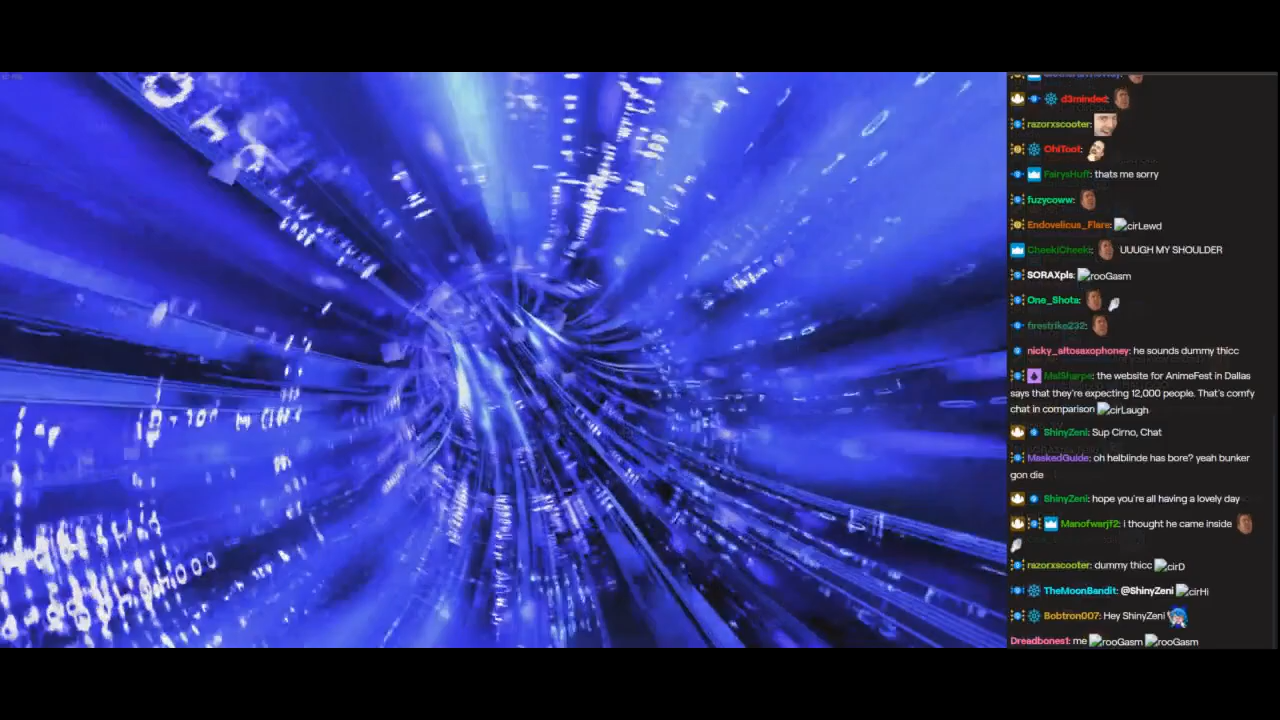 d3minded:
razorxscooter:
OhiTool:
FairysHuff: thats me sorry
fuzycoww:
Endovelicus_Flare: cirLewd
CheekiCheeki: UUUGH MY SHOULDER
SORAXpls: rooGasm
One_Shota:
firestrike232:
nicky_altosaxophoney: he sounds dummy thicc
MalSharpe: the website for AnimeFest in Dallas
says that they're expecting 12,000 people. That's comfy
chat in comparison cirLaugh
ShinyZeni: Sup Cirno, Chat
MaskedGuide: oh helblinde has bore? yeah bunker
gon die
ShinyZeni: hope you're all having a lovely day
Manofwarjf2: i thought he came inside
razorxscooter: dummy thicc cirD
TheMoonBandit: @ShinyZeni cirHi
Bobtron007: Hey ShinyZeni
Dreadbones1: me rooGasm rooGasm